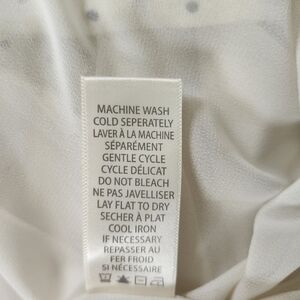 MACHINE WASH
COLD SEPERATELY
LAVER À LA MACHINE
SÉPARÉMENT
GENTLE CYCLE
CYCLE DÉLICAT
DO NOT BLEACH
NE PAS JAVELLISER
LAY FLAT TO DRY
SECHER À PLAT
COOL IRON
IF NECESSARY
REPASSER AU
FER FROID
SI NÉCESSAIRE